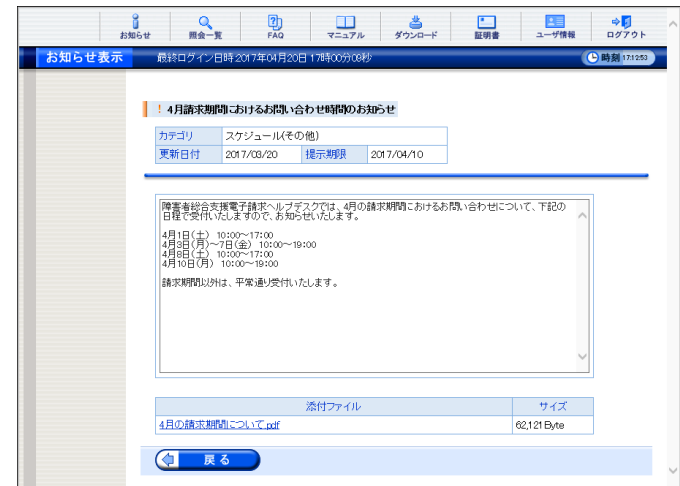 お知らせ 照会一覧 FAQ マニュアル ダウンロード 証明書 ユーザ情報 ログアウト
お知らせ表示 最終ログイン日時 2017年04月20日 17時00分09秒 時刻 17:12:53
! 4月請求期間におけるお問い合わせ時間のお知らせ
カテゴリ スケジュール(その他)
更新日付 2017/03/20 提示期限 2017/04/10
障害者総合支援電子請求ヘルプデスクでは、4月の請求期間におけるお問い合わせについて、下記の
日程で受付いたしますので、お知らせいたします。
4月1日(土) 10:00～17:00
4月3日(月)～7日(金) 10:00～19:00
4月8日(土) 10:00～17:00
4月10日(月) 10:00～19:00
請求期間以外は、平常通り受付いたします。
添付ファイル サイズ
4月の請求期間について.pdf 62,121 Byte
戻る